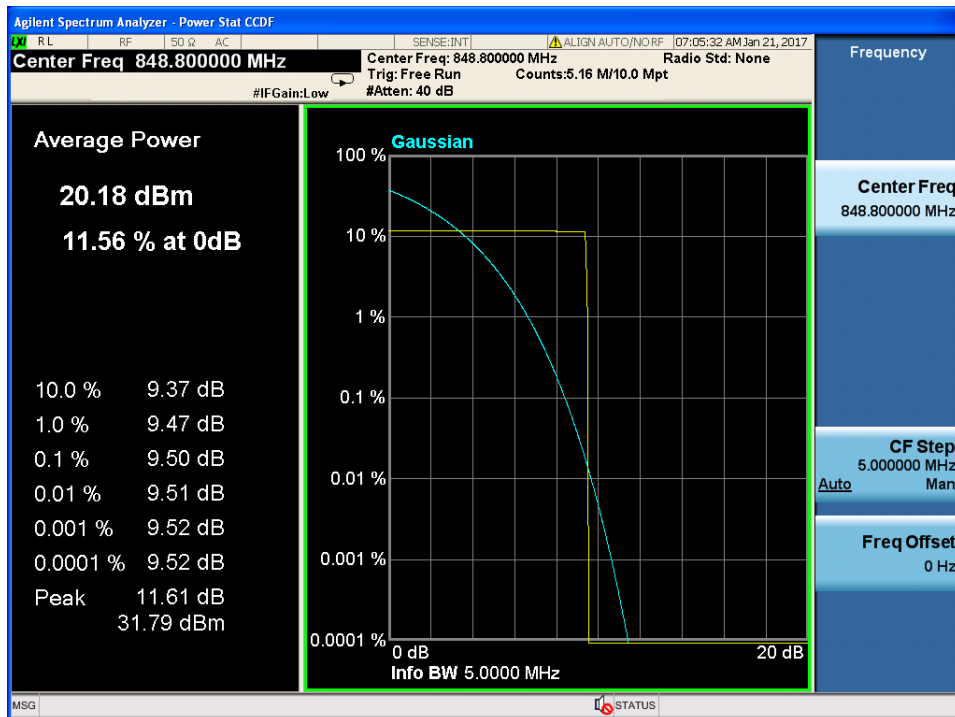 Agilent Spectrum Analyzer - Power Stat CCDF
LXI RL RF 50 Ω AC SENSE:INT ALIGN AUTO/NO RF 07:05:32 AM Jan 21, 2017
Center Freq 848.800000 MHz
#IFGain:Low
Center Freq: 848.800000 MHz Radio Std: None
Trig: Free Run Counts:5.16 M/10.0 Mpt
#Atten: 40 dB
Average Power
20.18 dBm
11.56 % at 0dB
10.0 % 9.37 dB
1.0 % 9.47 dB
0.1 % 9.50 dB
0.01 % 9.51 dB
0.001 % 9.52 dB
0.0001 % 9.52 dB
Peak 11.61 dB
31.79 dBm
Gaussian
100 %
10 %
1 %
0.1 %
0.01 %
0.001 %
0.0001 %
0 dB 20 dB
Info BW 5.0000 MHz
Frequency
Center Freq
848.800000 MHz
CF Step
5.000000 MHz
Auto Man
Freq Offset
0 Hz
MSG STATUS